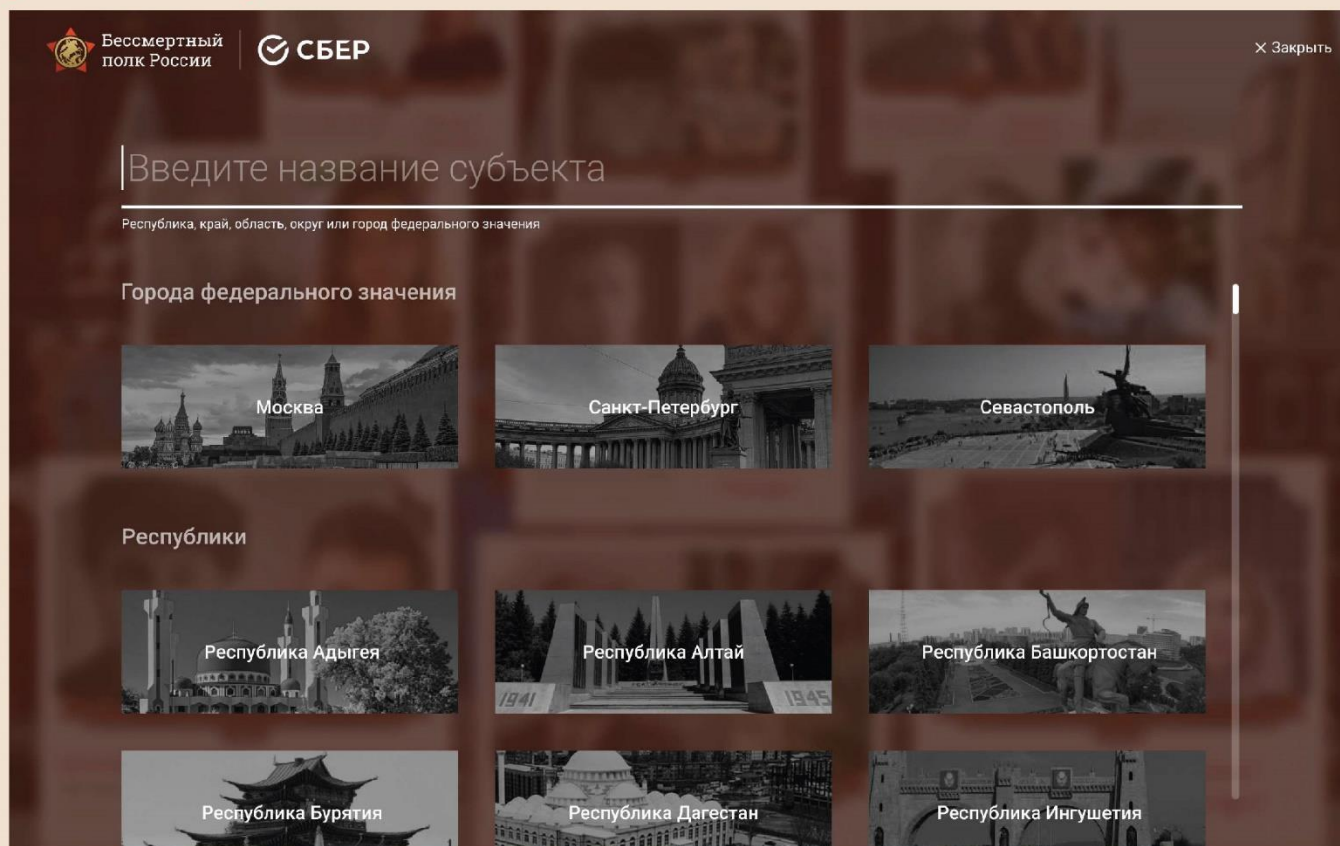 Бессмертный
полк России
СБЕР
Закрыть
Введите название субъекта
Республика, край, область, округ или город федерального значения
Города федерального значения
Москва
Санкт-Петербург
Севастополь
Республики
Республика Адыгея
Республика Алтай
1941
1945
Республика Башкортостан
Республика Бурятия
Республика Дагестан
Республика Ингушетия